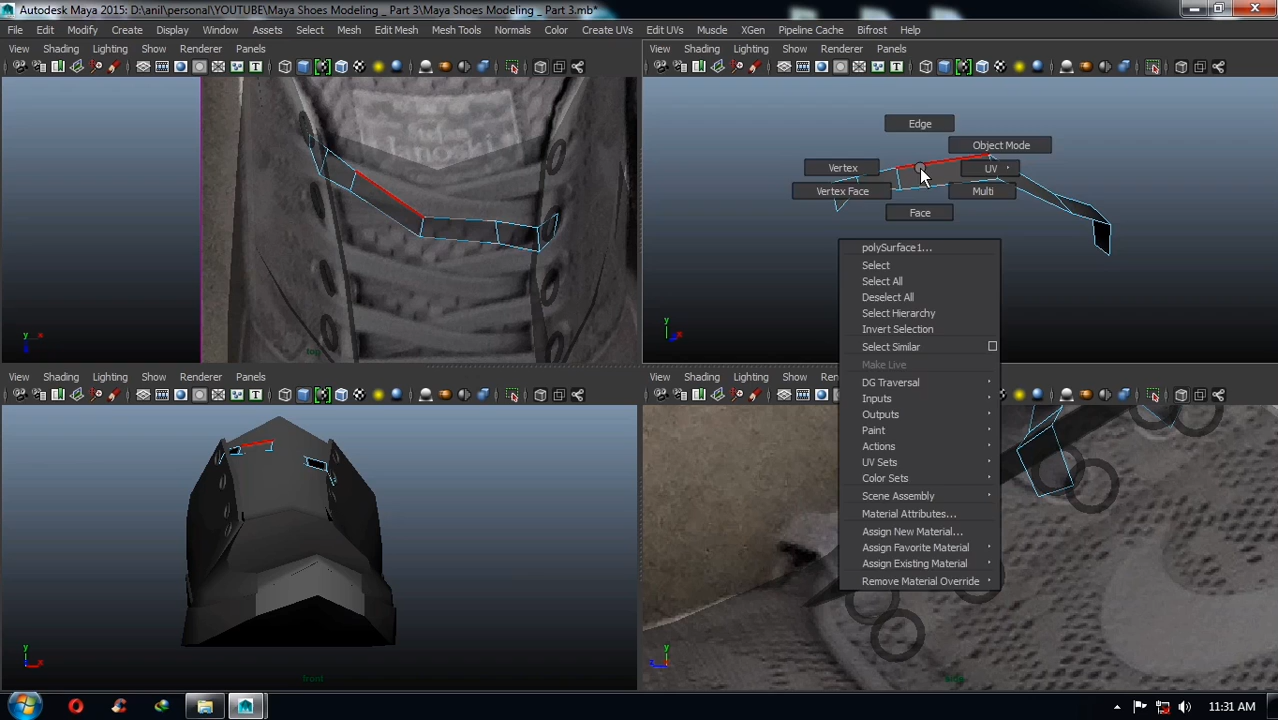 Autodesk Maya 2015: D:\anil\personal\YOUTUBE\Maya Shoes Modeling _ Part 3\Maya Shoes Modeling _ Part 3.mb*
File Edit Modify Create Display Window Assets Select Mesh Edit Mesh Mesh Tools Normals Color Create UVs Edit UVs Muscle XGen Pipeline Cache Bifrost Help
View Shading Lighting Show Renderer Panels
View Shading Lighting Show Renderer Panels
Edge
Object Mode
Vertex
UV
Vertex Face
Multi
Face
polySurface1...
Select
Select All
Deselect All
Select Hierarchy
Invert Selection
Select Similar
Make Live
DG Traversal
Inputs
Outputs
Paint
Actions
UV Sets
Color Sets
Scene Assembly
Material Attributes...
Assign New Material...
Assign Favorite Material
Assign Existing Material
Remove Material Override
top
View Shading Lighting Show Renderer Panels
View Shading Lighting Show Panels
front
11:31 AM